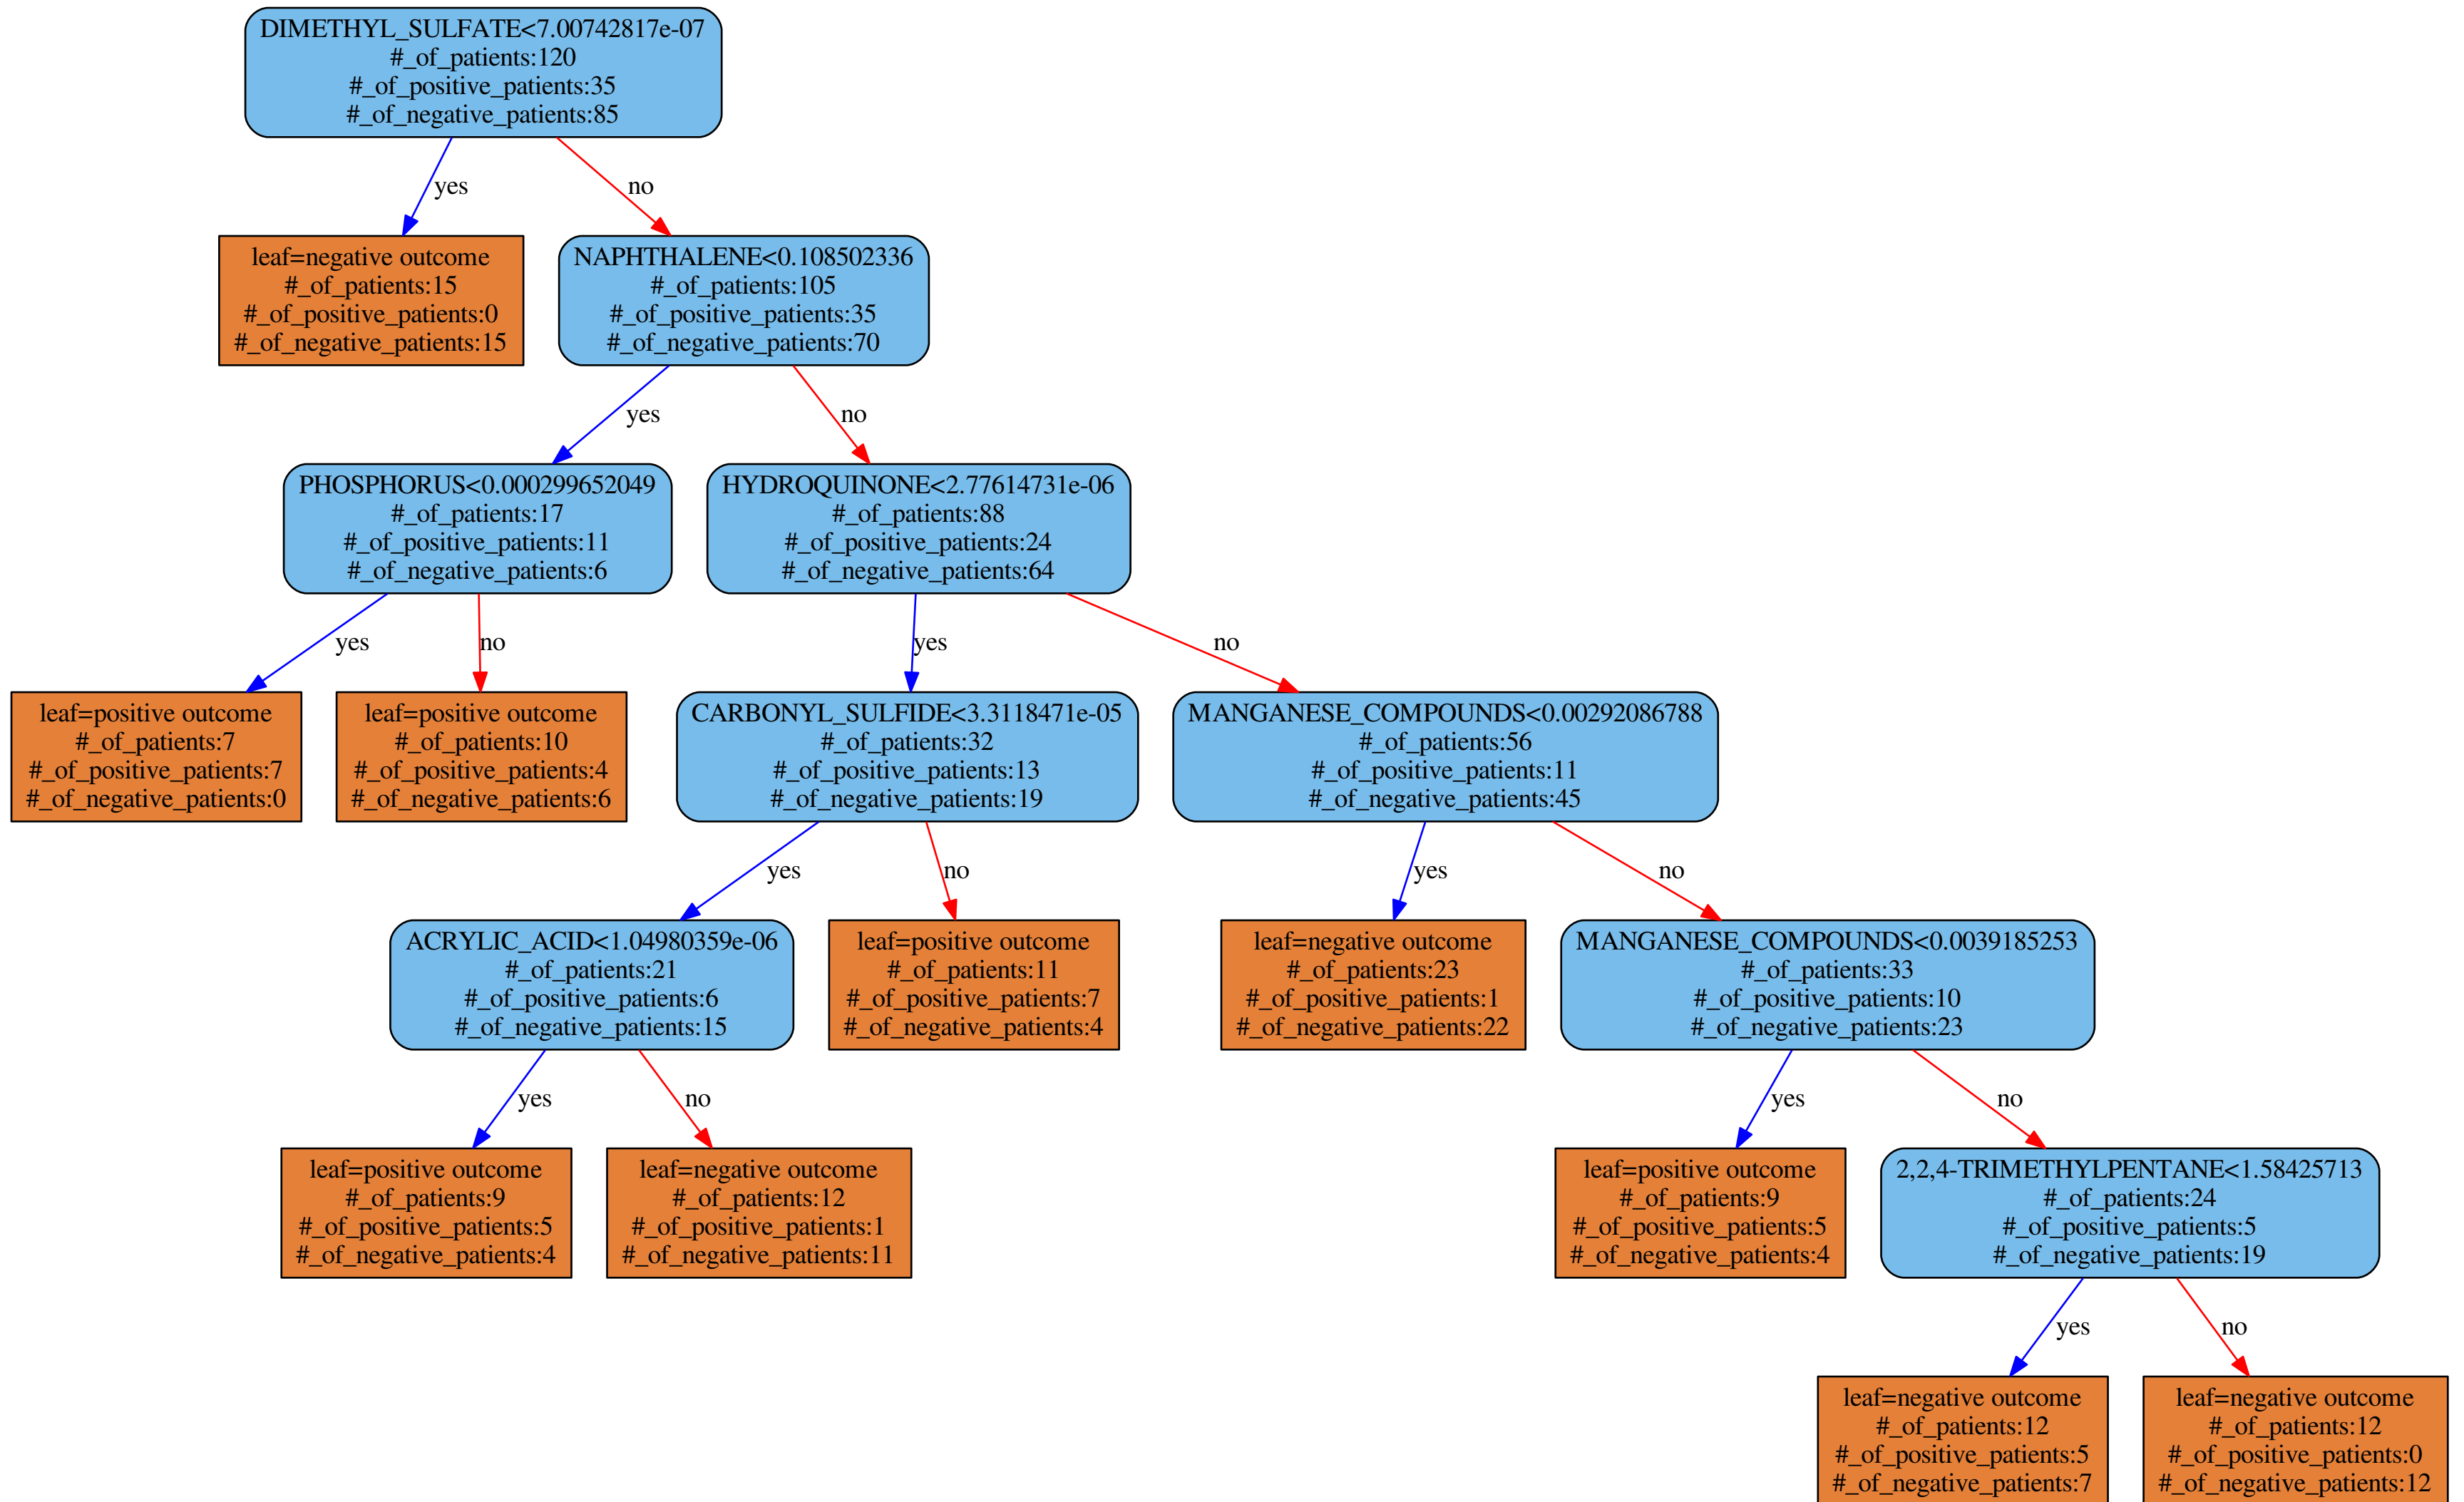 DIMETHYL_SULFATE<7.00742817e-07
#_of_patients:120
#_of_positive_patients:35
#_of_negative_patients:85
yes
no
leaf=negative outcome
#_of_patients:15
#_of_positive_patients:0
#_of_negative_patients:15
NAPHTHALENE<0.108502336
#_of_patients:105
#_of_positive_patients:35
#_of_negative_patients:70
yes
no
PHOSPHORUS<0.000299652049
#_of_patients:17
#_of_positive_patients:11
#_of_negative_patients:6
HYDROQUINONE<2.77614731e-06
#_of_patients:88
#_of_positive_patients:24
#_of_negative_patients:64
yes
no
yes
no
leaf=positive outcome
#_of_patients:7
#_of_positive_patients:7
#_of_negative_patients:0
leaf=positive outcome
#_of_patients:10
#_of_positive_patients:4
#_of_negative_patients:6
CARBONYL_SULFIDE<3.3118471e-05
#_of_patients:32
#_of_positive_patients:13
#_of_negative_patients:19
MANGANESE_COMPOUNDS<0.00292086788
#_of_patients:56
#_of_positive_patients:11
#_of_negative_patients:45
yes
no
yes
no
ACRYLIC_ACID<1.04980359e-06
#_of_patients:21
#_of_positive_patients:6
#_of_negative_patients:15
leaf=positive outcome
#_of_patients:11
#_of_positive_patients:7
#_of_negative_patients:4
leaf=negative outcome
#_of_patients:23
#_of_positive_patients:1
#_of_negative_patients:22
MANGANESE_COMPOUNDS<0.0039185253
#_of_patients:33
#_of_positive_patients:10
#_of_negative_patients:23
yes
no
yes
no
leaf=positive outcome
#_of_patients:9
#_of_positive_patients:5
#_of_negative_patients:4
leaf=negative outcome
#_of_patients:12
#_of_positive_patients:1
#_of_negative_patients:11
leaf=positive outcome
#_of_patients:9
#_of_positive_patients:5
#_of_negative_patients:4
2,2,4-TRIMETHYLPENTANE<1.58425713
#_of_patients:24
#_of_positive_patients:5
#_of_negative_patients:19
yes
no
leaf=negative outcome
#_of_patients:12
#_of_positive_patients:5
#_of_negative_patients:7
leaf=negative outcome
#_of_patients:12
#_of_positive_patients:0
#_of_negative_patients:12